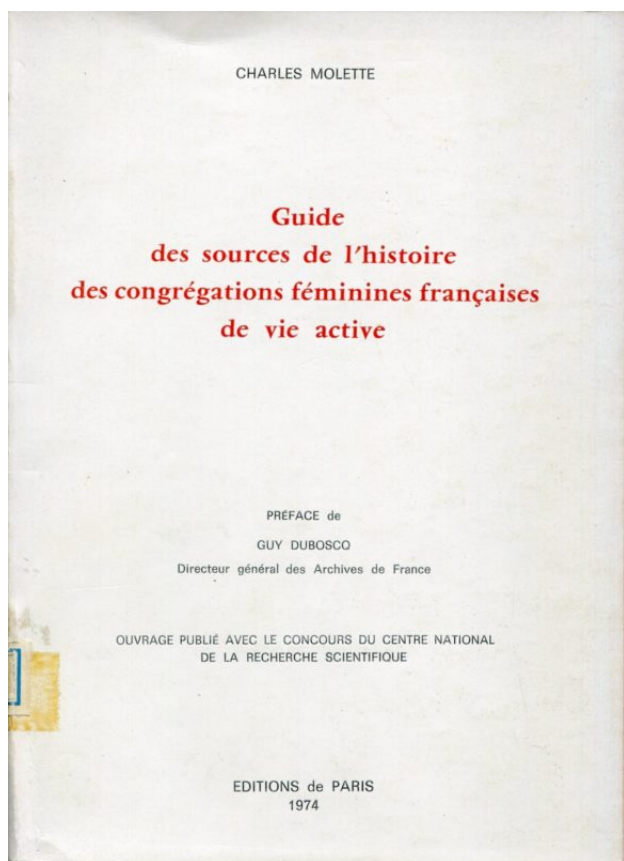 CHARLES MOLETTE
Guide
des sources de l'histoire
des congrégations féminines françaises
de vie active
PRÉFACE de
GUY DUBOSCQ
Directeur général des Archives de France
OUVRAGE PUBLIÉ AVEC LE CONCOURS DU CENTRE NATIONAL
DE LA RECHERCHE SCIENTIFIQUE
EDITIONS de PARIS
1974